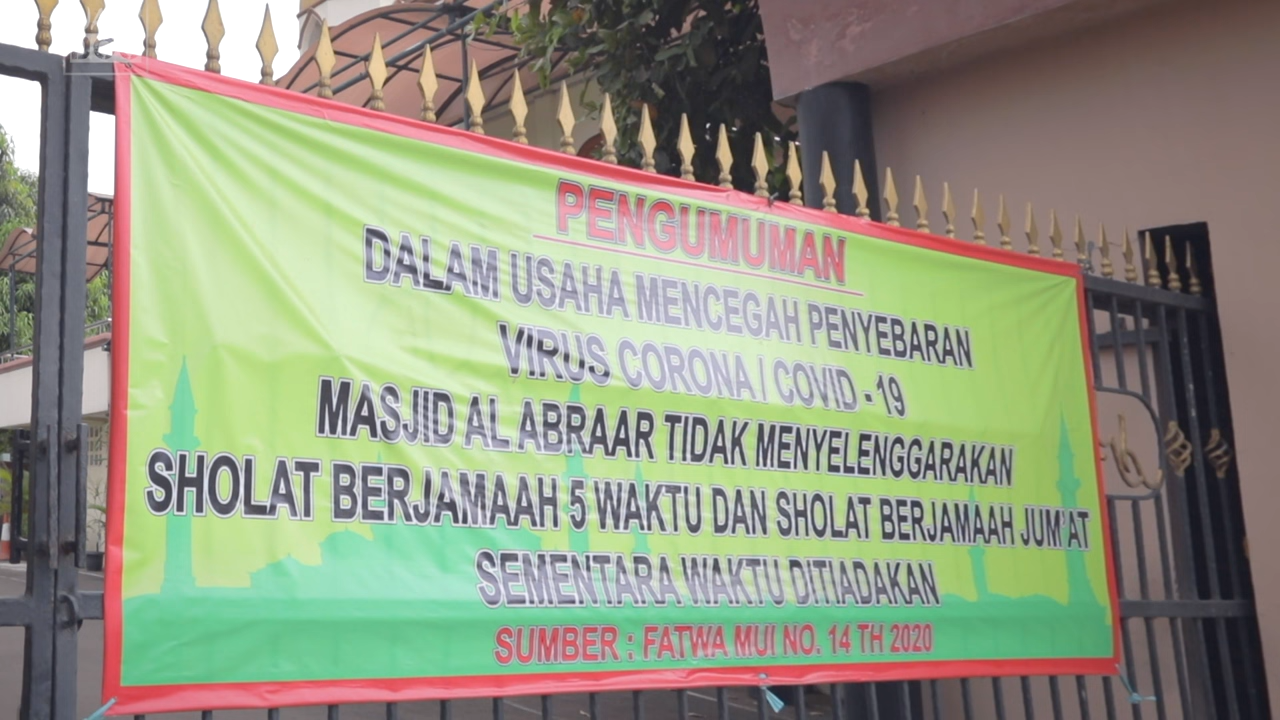 PENGUMUMAN
DALAM USAHA MENCEGAH PENYEBARAN
VIRUS CORONA / COVID - 19
MASJID AL ABRAAR TIDAK MENYELENGGARAKAN
SHOLAT BERJAMAAH 5 WAKTU DAN SHOLAT BERJAMAAH JUM'AT
SEMENTARA WAKTU DITIADAKAN
SUMBER : FATWA MUI NO. 14 TH 2020